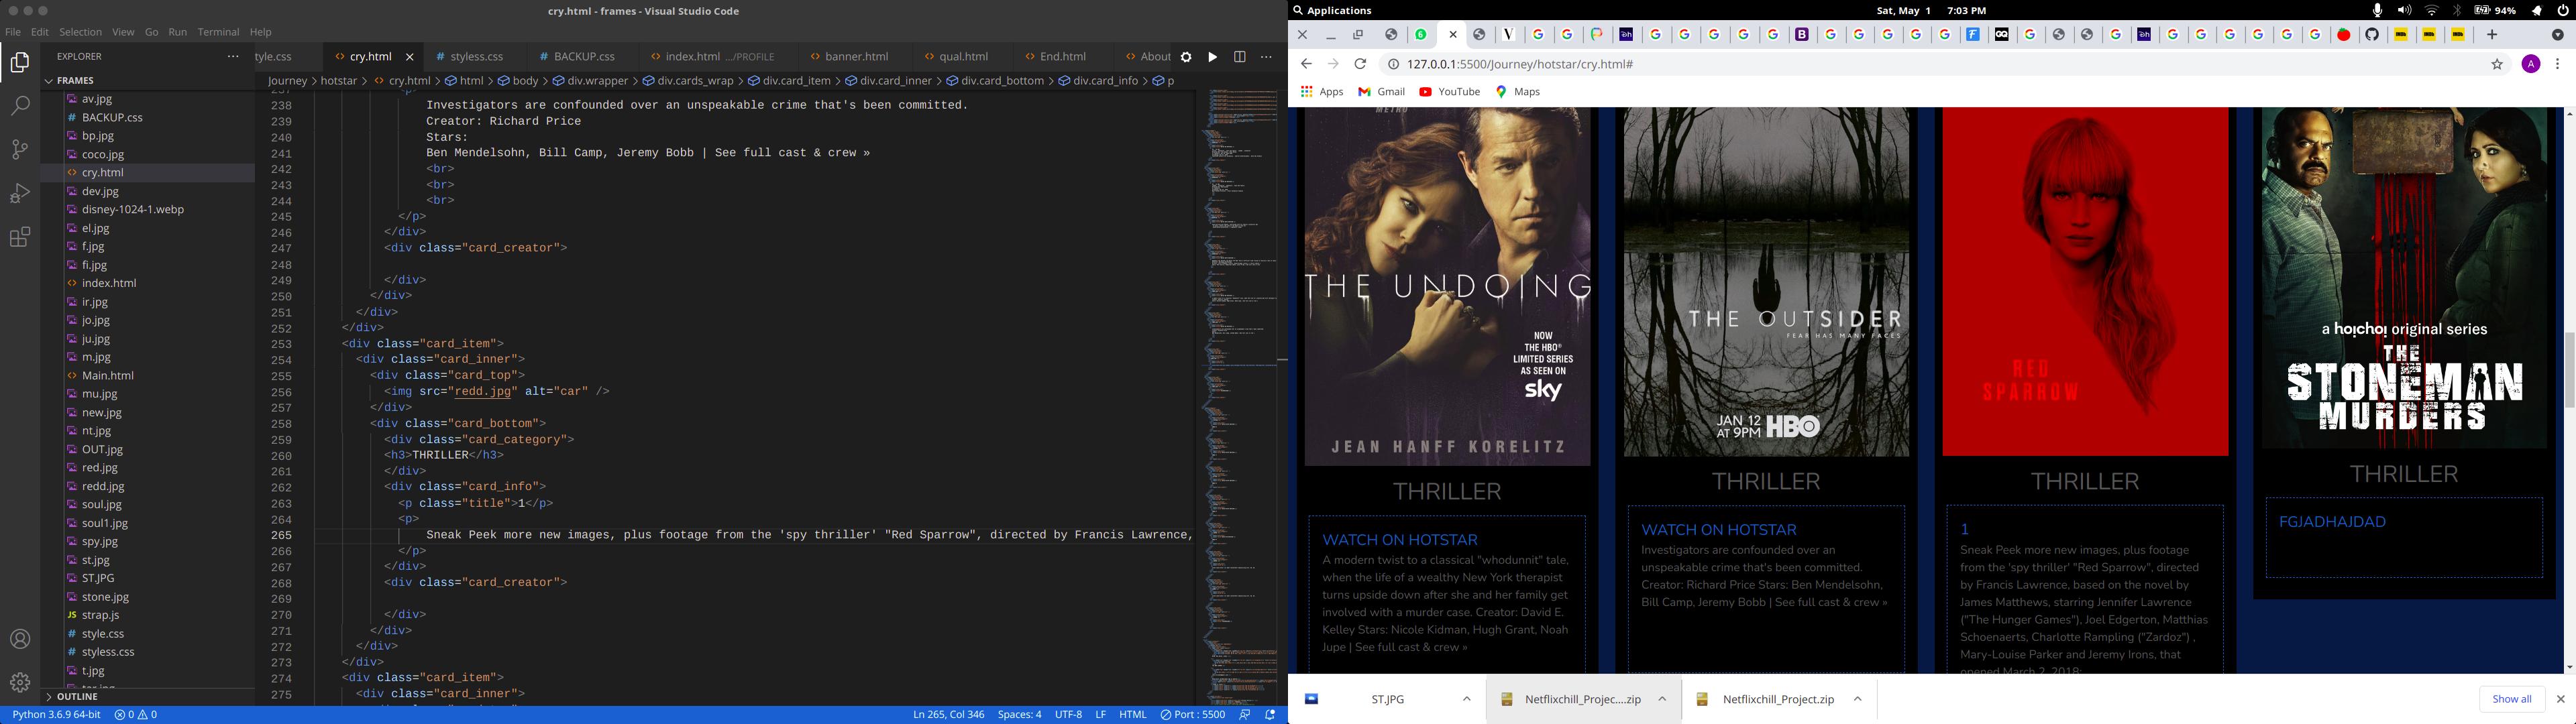 cry.html - frames - Visual Studio Code
File Edit Selection View Go Run Terminal Help
EXPLORER
FRAMES
av.jpg
BACKUP.css
bp.jpg
coco.jpg
cry.html
dev.jpg
disney-1024-1.webp
el.jpg
f.jpg
fi.jpg
index.html
ir.jpg
jo.jpg
ju.jpg
m.jpg
Main.html
mu.jpg
new.jpg
nt.jpg
OUT.jpg
red.jpg
redd.jpg
soul.jpg
soul1.jpg
spy.jpg
st.jpg
ST.JPG
stone.jpg
strap.js
style.css
styless.css
t.jpg
OUTLINE
tyle.css cry.html styless.css BACKUP.css index.html .../PROFILE banner.html qual.html End.html About
Journey > hotstar > cry.html > html > body > div.wrapper > div.cards_wrap > div.card_item > div.card_inner > div.card_bottom > div.card_info > p
238 Investigators are confounded over an unspeakable crime that's been committed.
239 Creator: Richard Price
240 Stars:
241 Ben Mendelsohn, Bill Camp, Jeremy Bobb | See full cast & crew »
242 <br>
243 <br>
244 <br>
245 </p>
246 </div>
247 <div class="card_creator">
248
249 </div>
250 </div>
251 </div>
252 </div>
253 <div class="card_item">
254 <div class="card_inner">
255 <div class="card_top">
256 <img src="redd.jpg" alt="car" />
257 </div>
258 <div class="card_bottom">
259 <div class="card_category">
260 <h3>THRILLER</h3>
261 </div>
262 <div class="card_info">
263 <p class="title">1</p>
264 <p>
265 Sneak Peek more new images, plus footage from the 'spy thriller' "Red Sparrow", directed by Francis Lawrence,
266 </p>
267 </div>
268 <div class="card_creator">
269
270 </div>
271 </div>
272 </div>
273 </div>
274 <div class="card_item">
275 <div class="card_inner">
Python 3.6.9 64-bit 0 0 Ln 265, Col 346 Spaces: 4 UTF-8 LF HTML Port : 5500
Applications Sat, May 1 7:03 PM 94%
127.0.0.1:5500/Journey/hotstar/cry.html# A
Apps Gmail YouTube Maps
METRO
THE UNDOING
NOW
THE HBO®
LIMITED SERIES
AS SEEN ON
sky
JEAN HANFF KORELITZ
THRILLER
WATCH ON HOTSTAR
A modern twist to a classical "whodunnit" tale,
when the life of a wealthy New York therapist
turns upside down after she and her family get
involved with a murder case. Creator: David E.
Kelley Stars: Nicole Kidman, Hugh Grant, Noah
Jupe | See full cast & crew »
THE OUTSIDER
FEAR HAS MANY FACES
JAN 12
AT 9PM HBO
THRILLER
WATCH ON HOTSTAR
Investigators are confounded over an
unspeakable crime that's been committed.
Creator: Richard Price Stars: Ben Mendelsohn,
Bill Camp, Jeremy Bobb | See full cast & crew »
RED
SPARROW
THRILLER
1
Sneak Peek more new images, plus footage
from the 'spy thriller' "Red Sparrow", directed
by Francis Lawrence, based on the novel by
James Matthews, starring Jennifer Lawrence
("The Hunger Games"), Joel Edgerton, Matthias
Schoenaerts, Charlotte Rampling ("Zardoz") ,
Mary-Louise Parker and Jeremy Irons, that
opened March 2, 2018:
a hoichoi original series
THE
STONEMAN
MURDERS
THRILLER
FGJADHAJDAD
ST.JPG Netflixchill_Projec....zip Netflixchill_Project.zip Show all